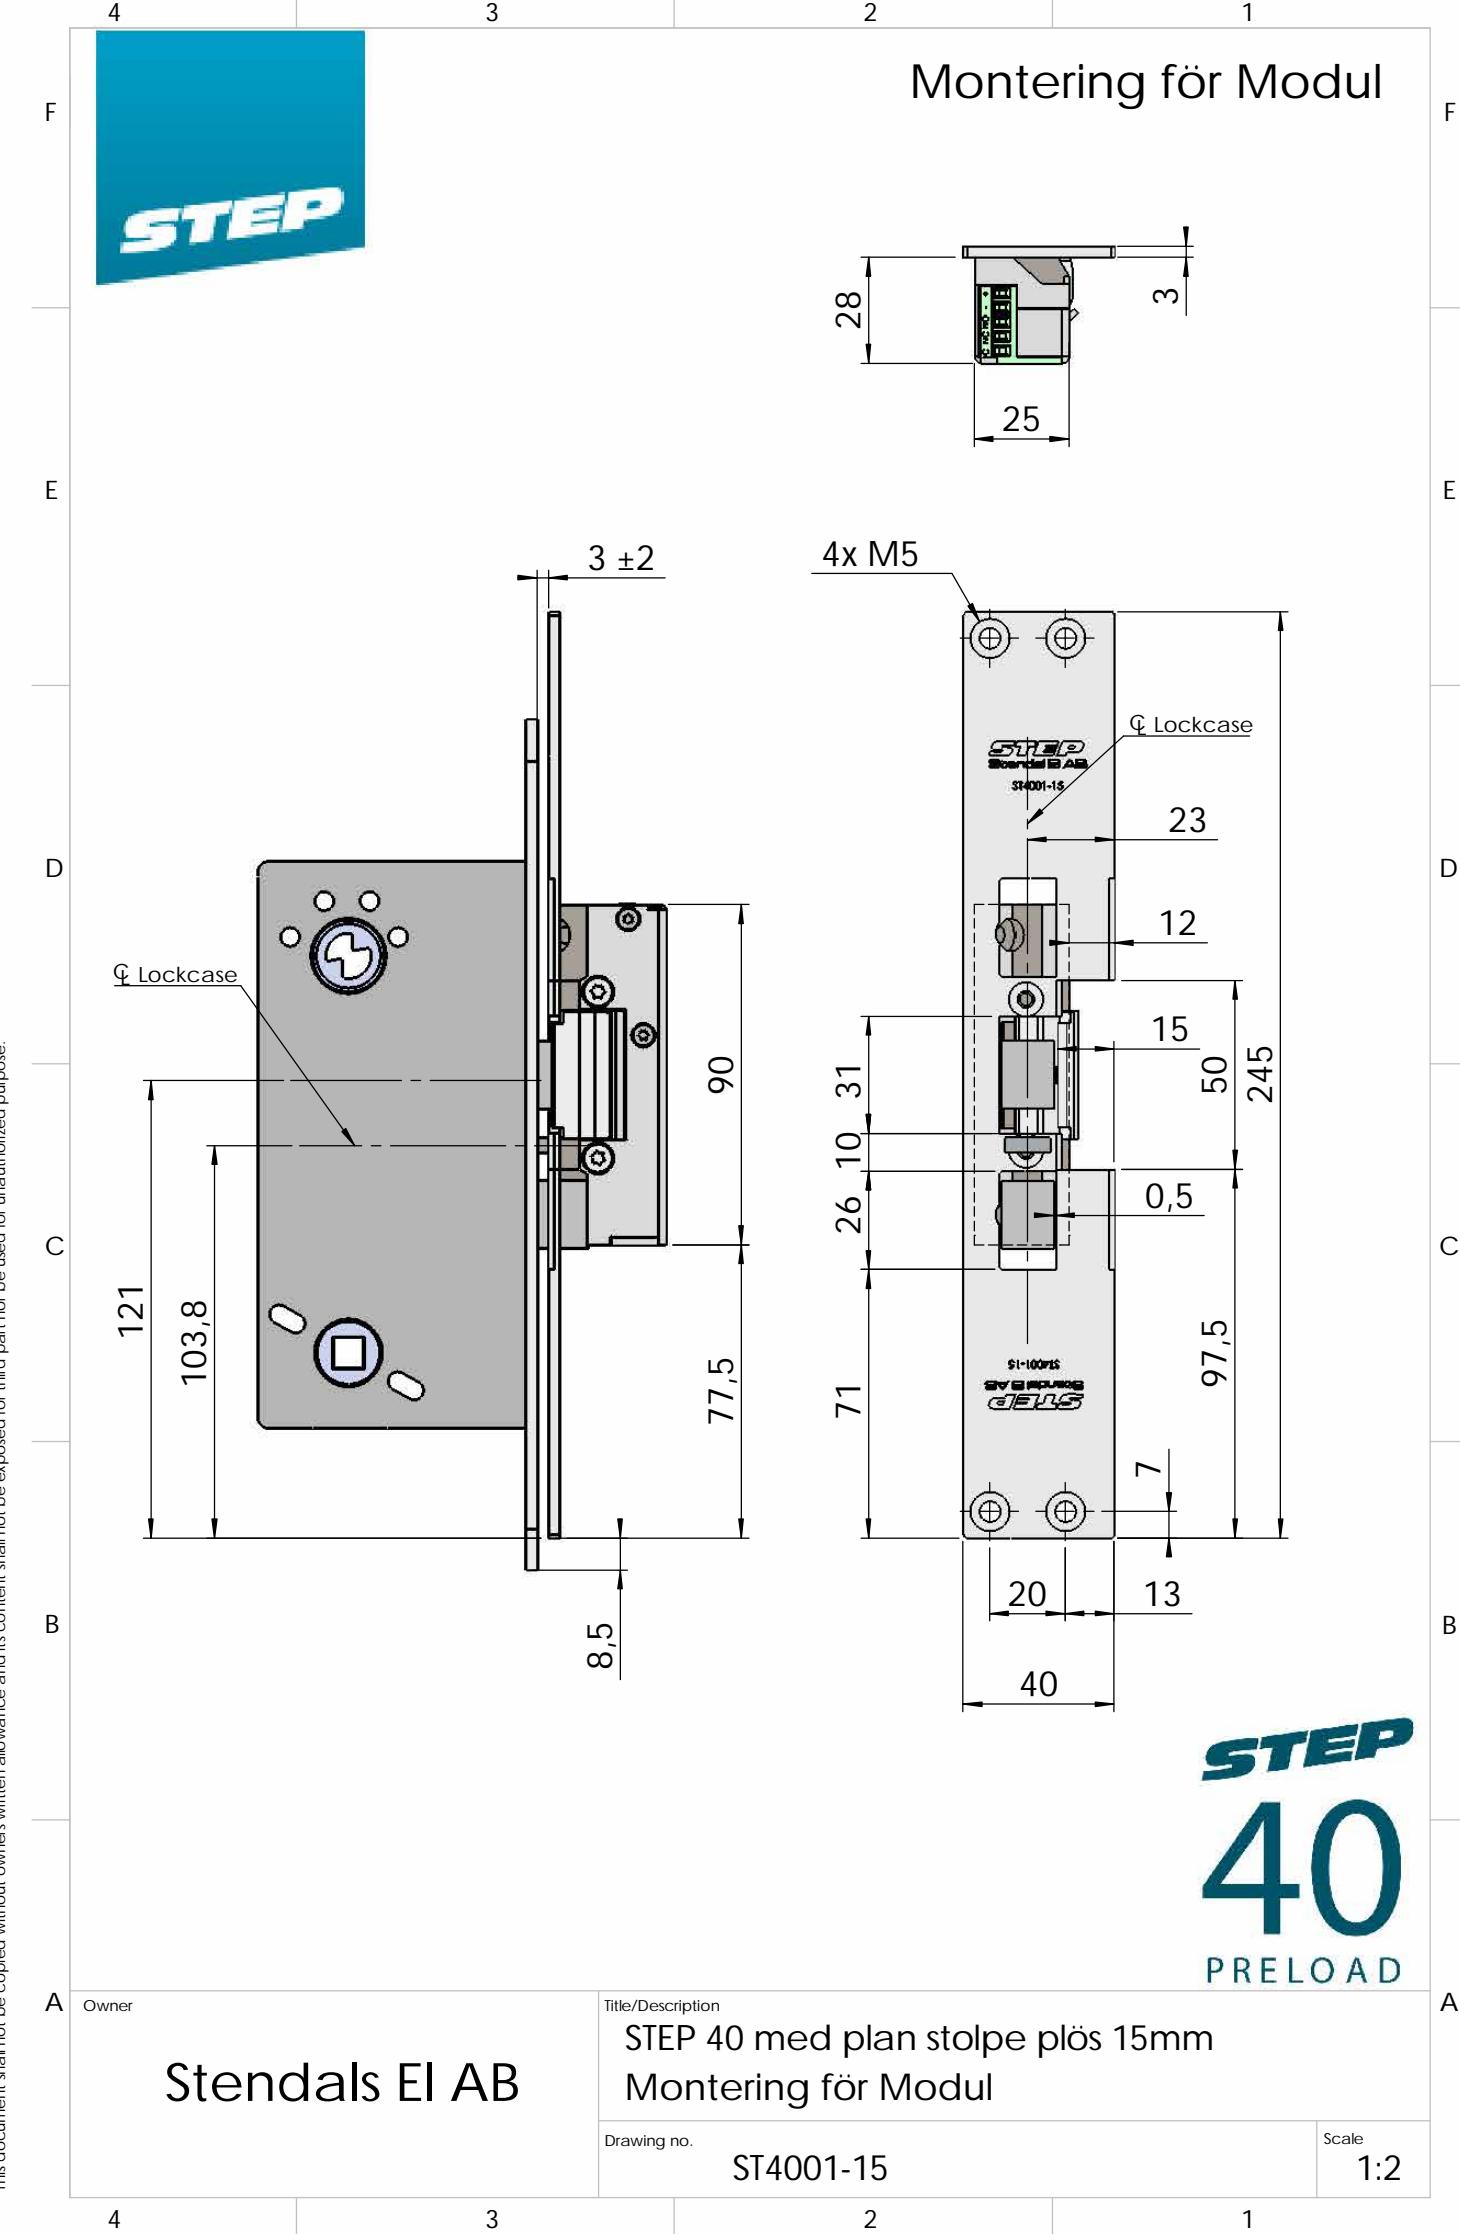 4 3 2 1
Montering för Modul
F F
STEP
28
3
25
E E
3 ±2
4x M5
℄ Lockcase
STEP
Stendal El AB
ST4001-15
23
D D
12
℄ Lockcase
15
90
31
50
245
10
0,5
26
C C
121
103,8
77,5
71
97,5
ST4001-15
Stendal El AB
STEP
7
20 13
8,5
B B
40
STEP
40
PRELOAD
A A
Owner
Stendals El AB
Title/Description
STEP 40 med plan stolpe plös 15mm
Montering för Modul
Drawing no.
ST4001-15
Scale
1:2
4 3 2 1
This document shall not be copied without owners written allowance and its content shall not be exposed for third part nor be used for unauthorized purpose.